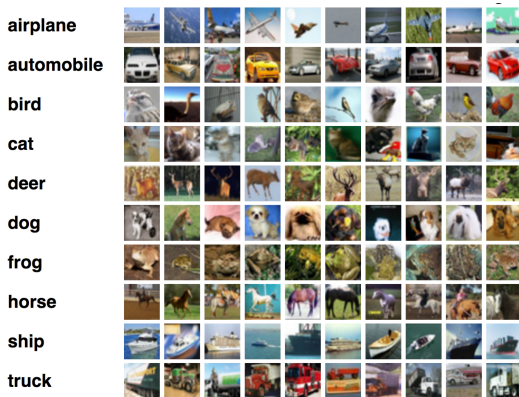 airplane
automobile
bird
cat
deer
dog
frog
horse
ship
truck